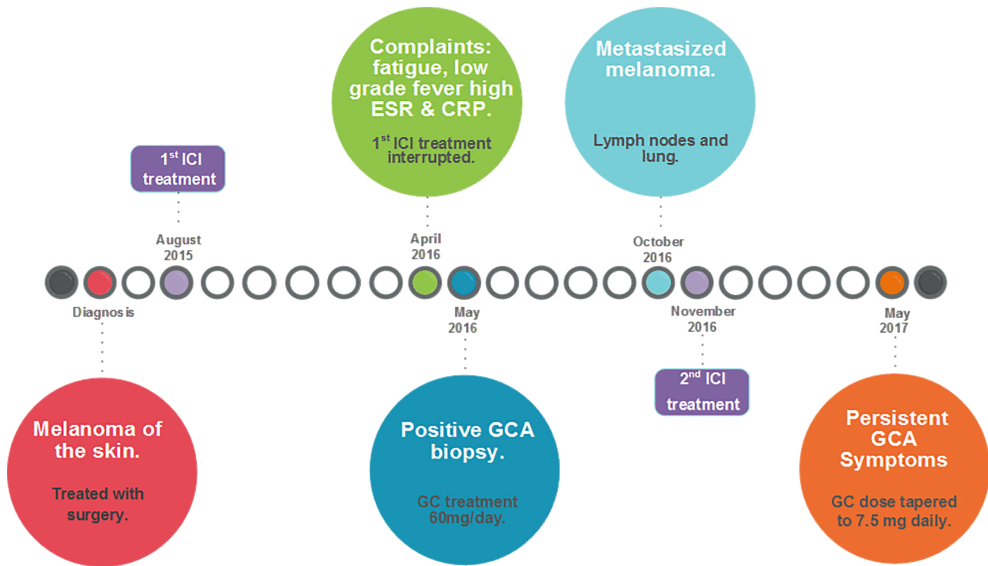 Complaints:
fatigue, low
grade fever high
ESR & CRP.
1st ICI treatment
interrupted.
Metastasized
melanoma.
Lymph nodes and
lung.
1st ICI
treatment
August
2015
April
2016
October
2016
Diagnosis
May
2016
November
2016
May
2017
2nd ICI
treatment
Melanoma of
the skin.
Treated with
surgery.
Positive GCA
biopsy.
GC treatment
60mg/day.
Persistent
GCA
Symptoms
GC dose tapered
to 7.5 mg daily.